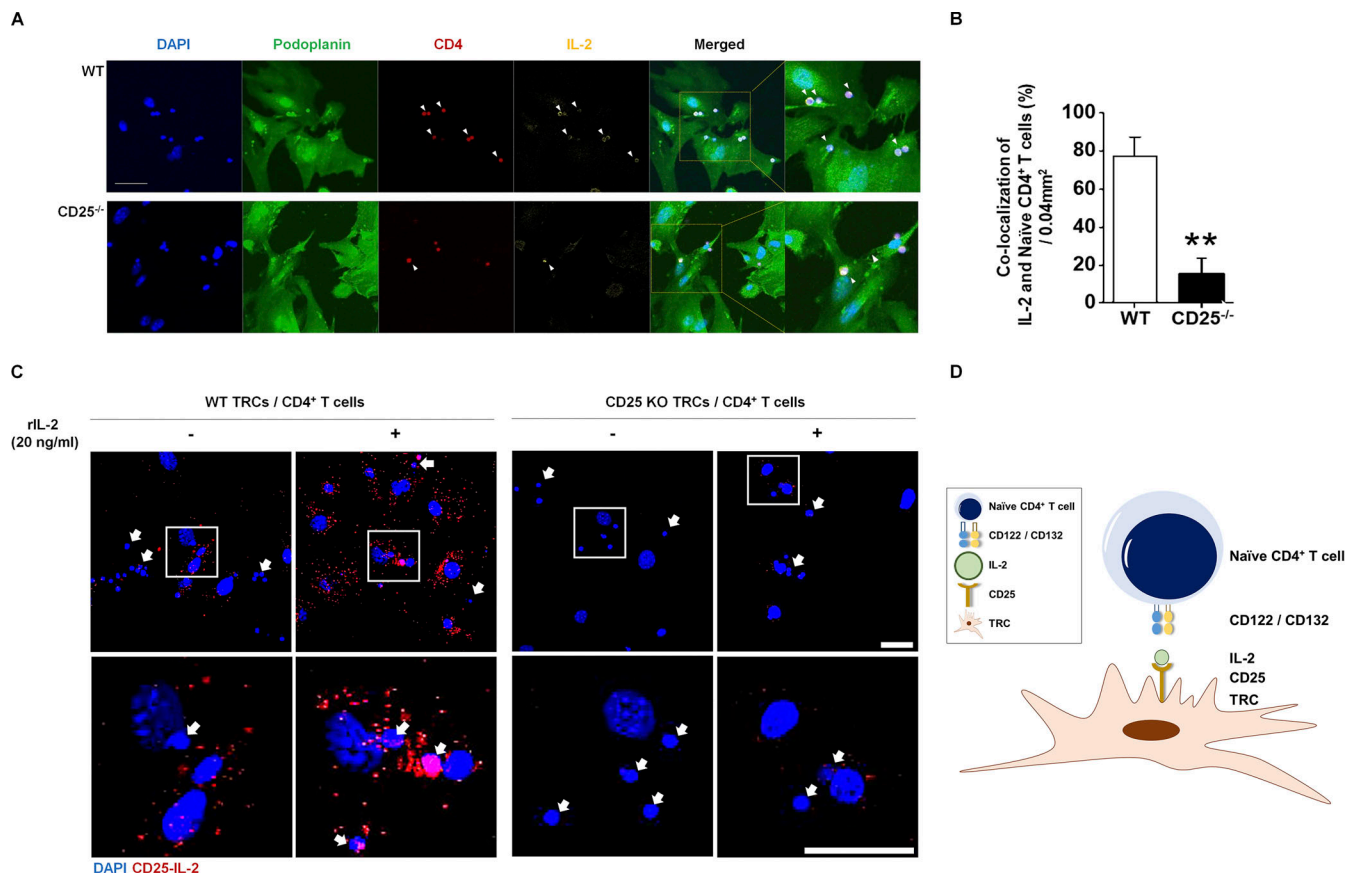 A
DAPI Podoplanin CD4 IL-2 Merged
WT
CD25-/-
B
Co-localization of
IL-2 and Naïve CD4+ T cells (%)
/ 0.04mm2
100
80
60
40
20
0
**
WT CD25-/-
C
WT TRCs / CD4+ T cells CD25 KO TRCs / CD4+ T cells
rIL-2
(20 ng/ml)
- + - +
DAPI CD25-IL-2
D
Naïve CD4+ T cell
CD122 / CD132
IL-2
CD25
TRC
Naïve CD4+ T cell
CD122 / CD132
IL-2
CD25
TRC